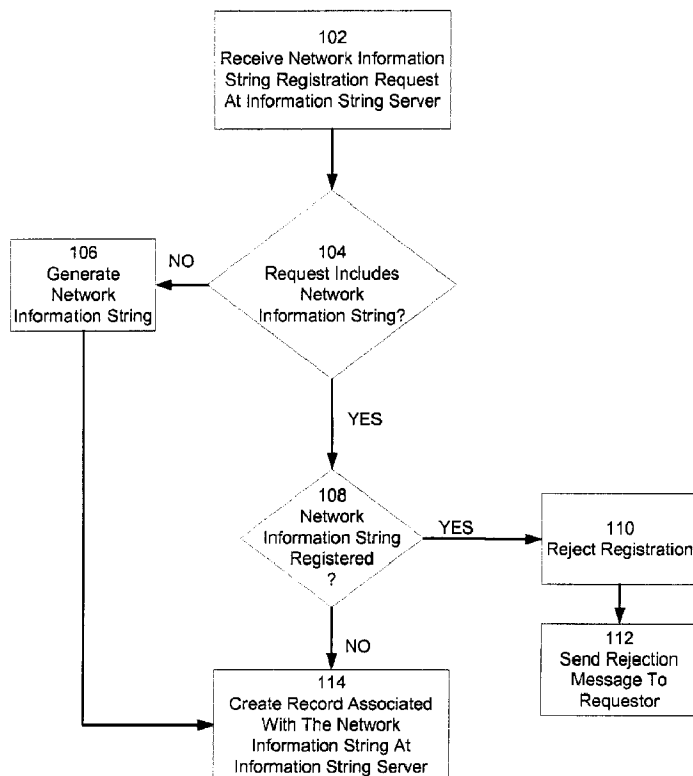 102
Receive Network Information
String Registration Request
At Information String Server
104
Request Includes
Network
Information String?
NO
106
Generate
Network
Information String
YES
108
Network
Information String
Registered
?
YES
110
Reject Registration
112
Send Rejection
Message To
Requestor
NO
114
Create Record Associated
With The Network
Information String At
Information String Server